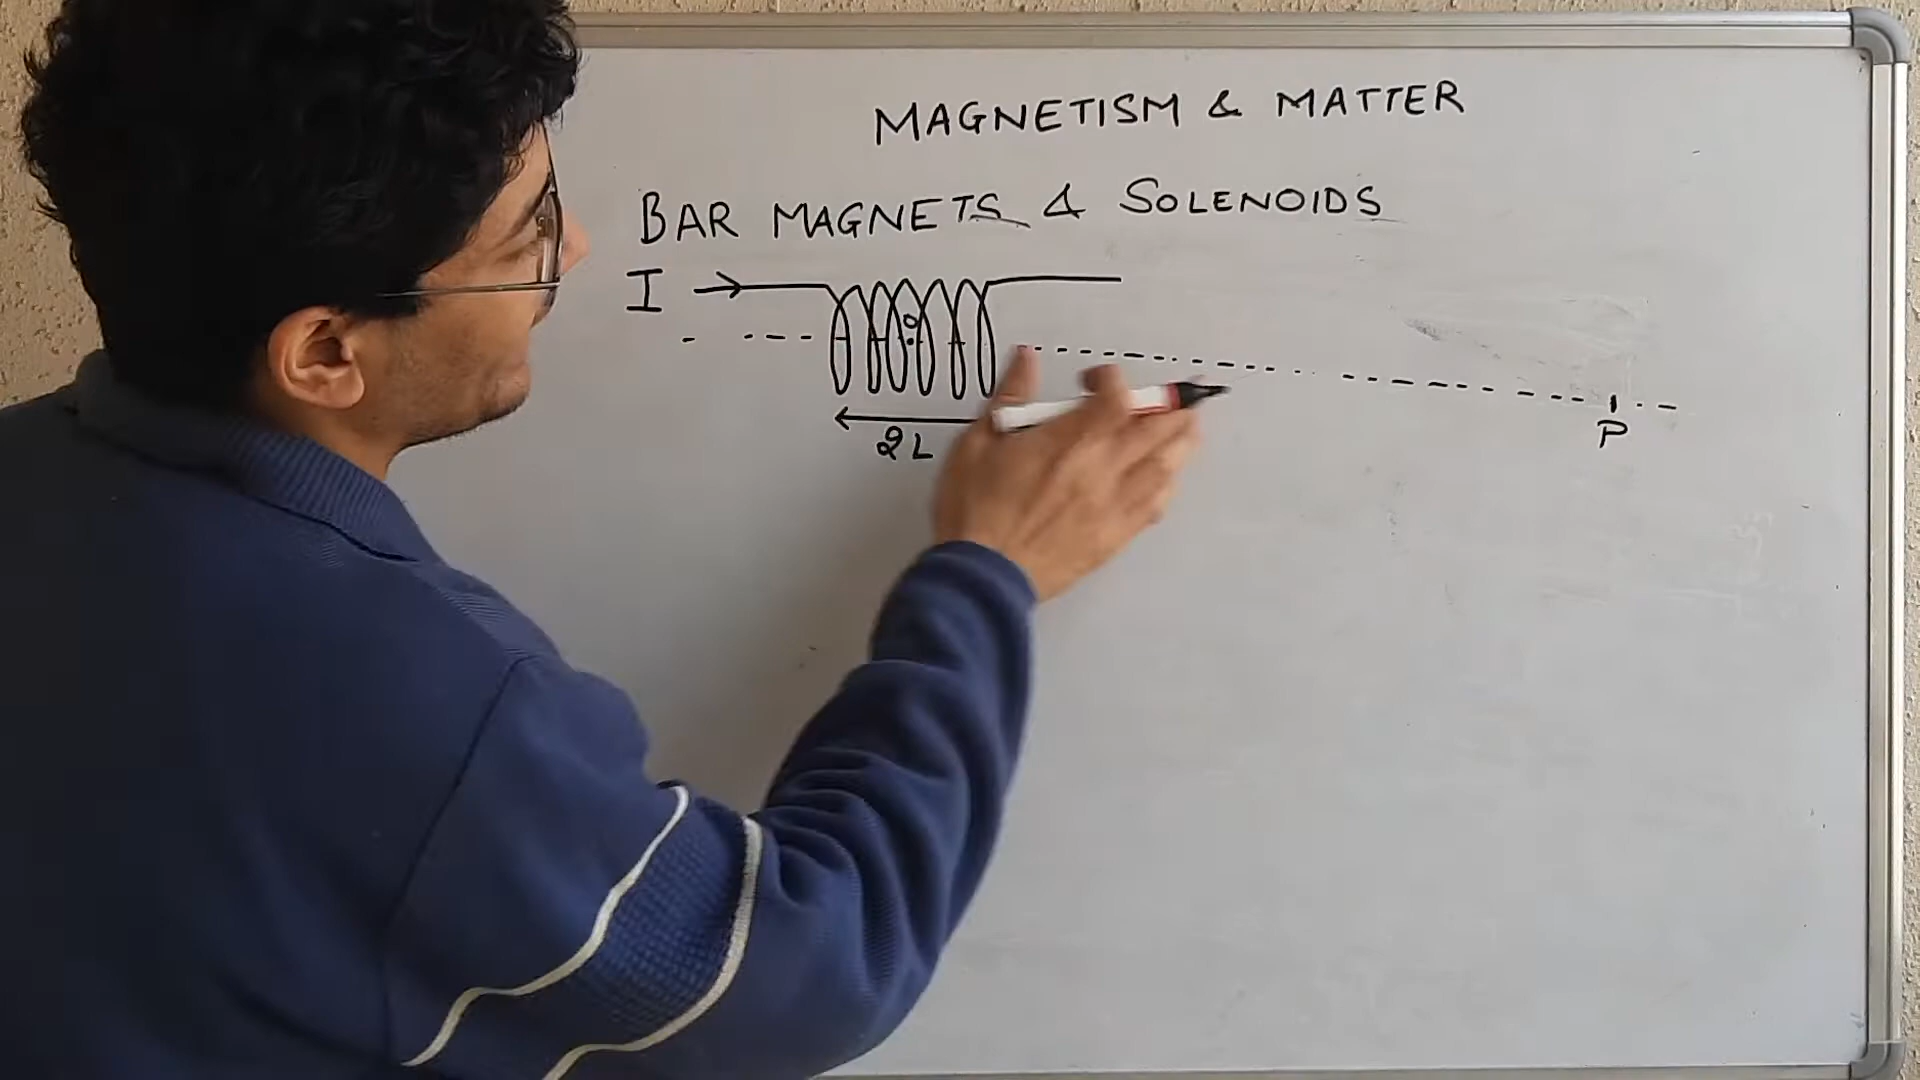 MAGNETISM & MATTER
BAR MAGNETS & SOLENOIDS
I
O
2L
P